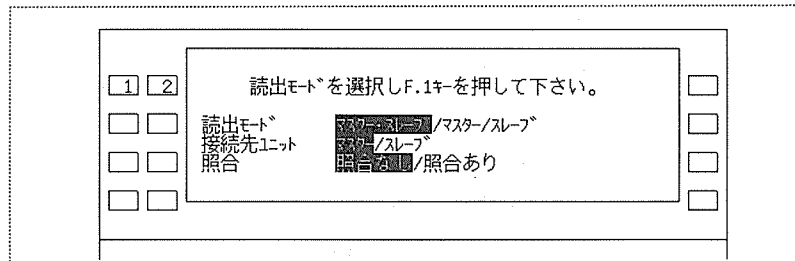 1 2
読出ﾓｰﾄﾞを選択しF.1ｷｰを押して下さい。
読出ﾓｰﾄﾞ ﾏｽﾀｰ･ｽﾚｰﾌﾞ/ﾏｽﾀｰ/ｽﾚｰﾌﾞ
接続先ﾕﾆｯﾄ ﾏｽﾀｰ/ｽﾚｰﾌﾞ
照合 照合なし/照合あり